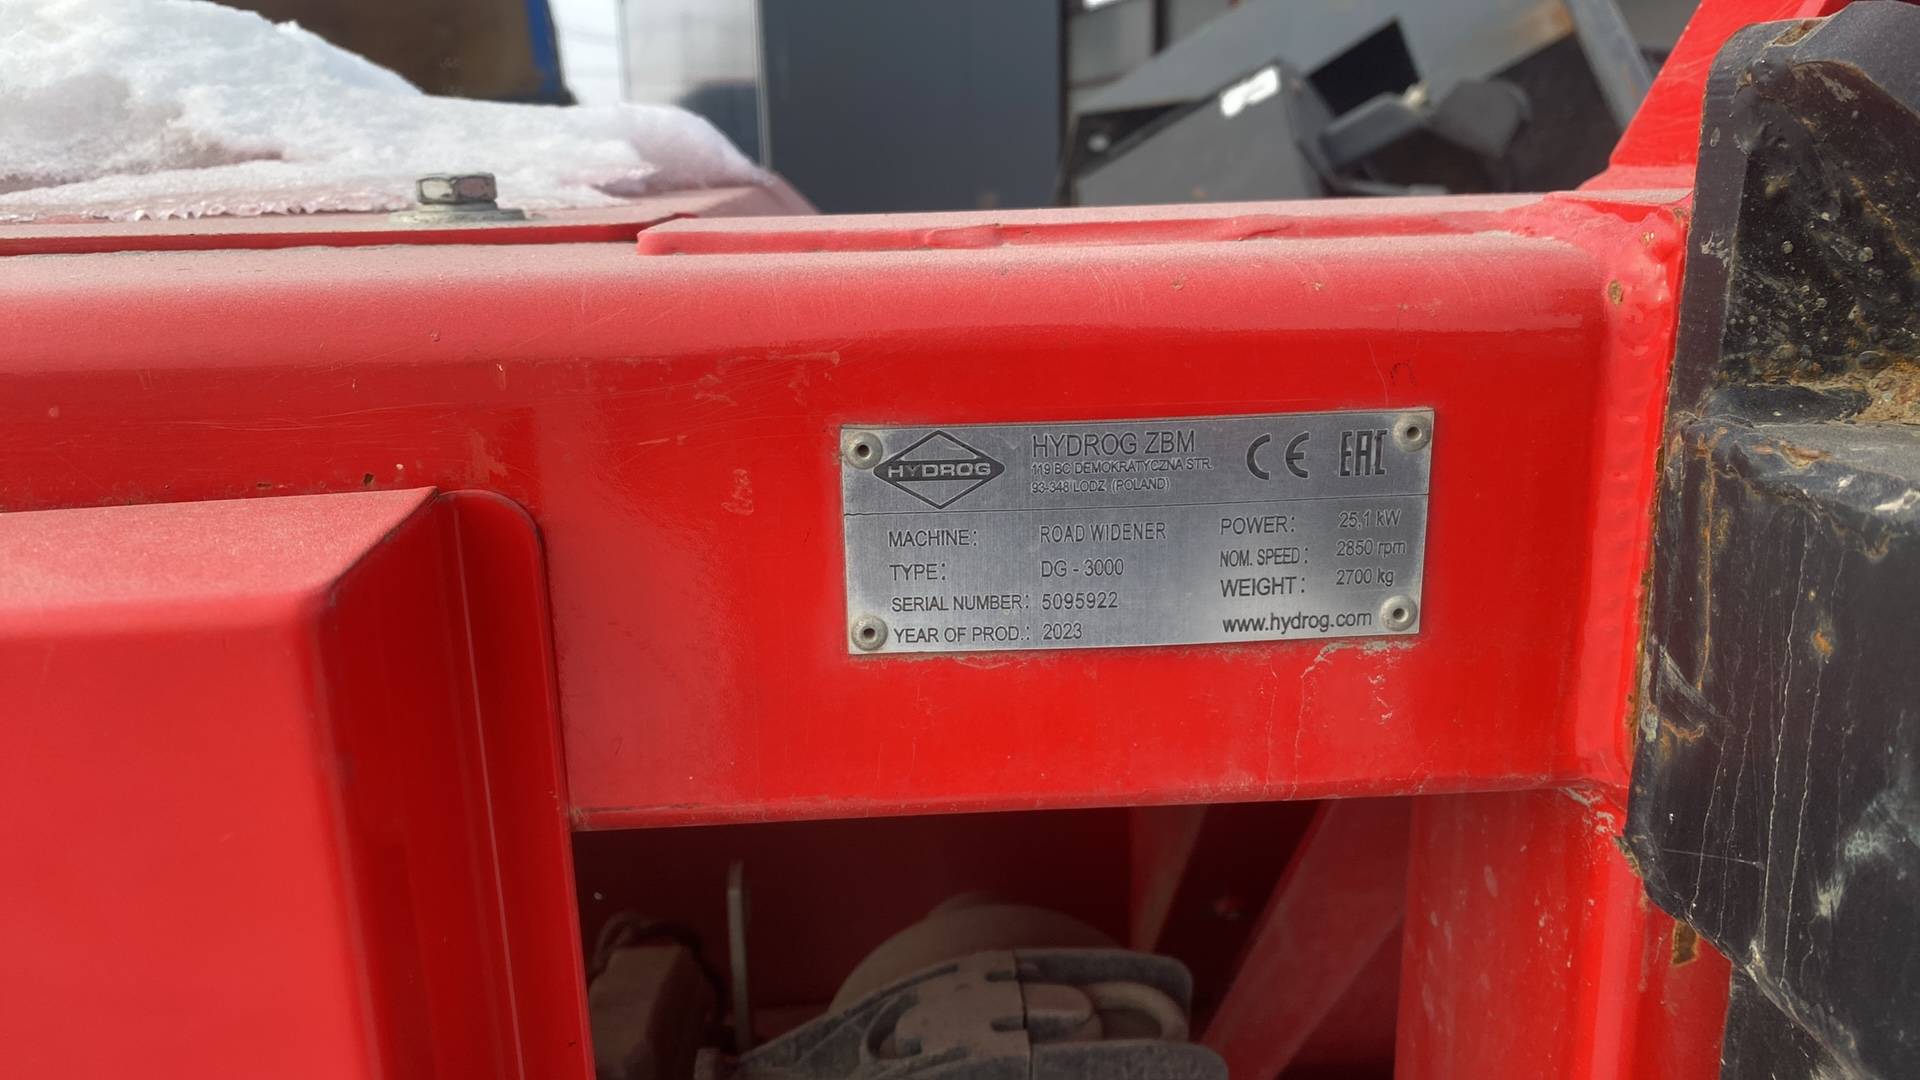 HYDROG
HYDROG ZBM
119 BC DEMOKRATYCZNA STR.
93-348 LODZ (POLAND)
CE EAC
MACHINE: ROAD WIDENER
TYPE: DG - 3000
SERIAL NUMBER: 5095922
YEAR OF PROD.: 2023
POWER: 25,1 kW
NOM. SPEED: 2850 rpm
WEIGHT: 2700 kg
www.hydrog.com